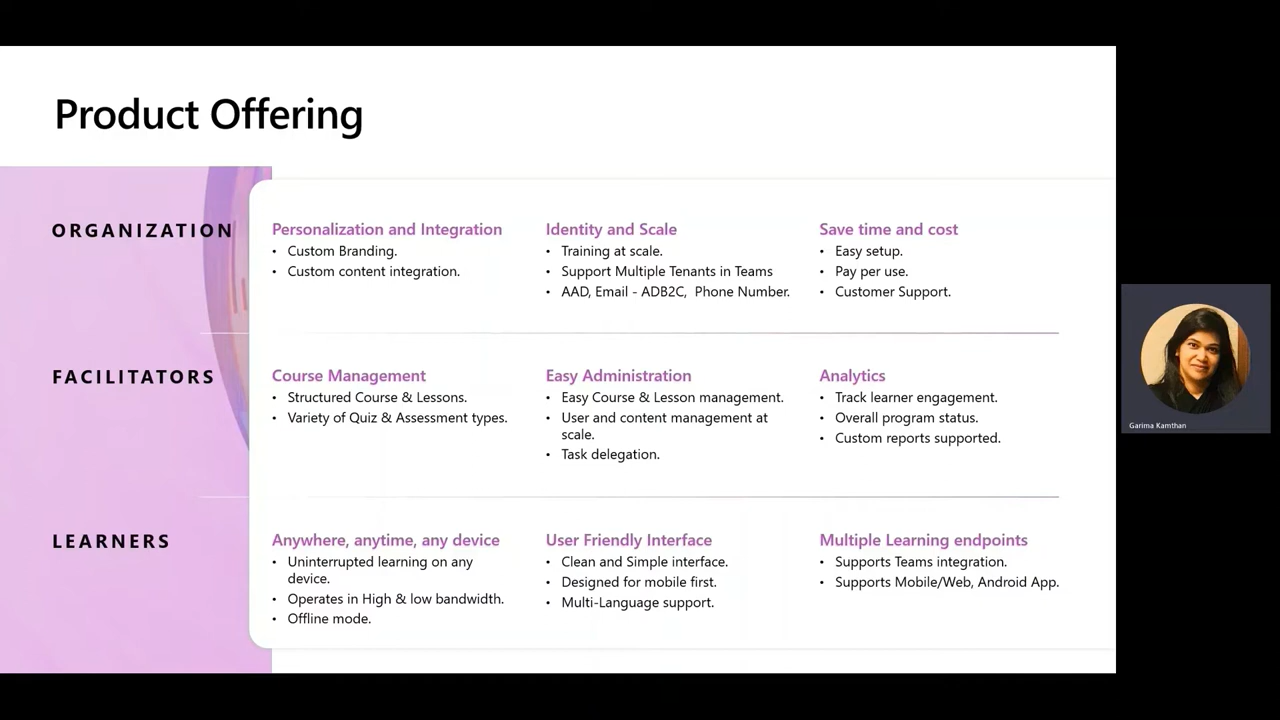 Product Offering
ORGANIZATION
Personalization and Integration
• Custom Branding.
• Custom content integration.
Identity and Scale
• Training at scale.
• Support Multiple Tenants in Teams
• AAD, Email - ADB2C, Phone Number.
Save time and cost
• Easy setup.
• Pay per use.
• Customer Support.
FACILITATORS
Course Management
• Structured Course & Lessons.
• Variety of Quiz & Assessment types.
Easy Administration
• Easy Course & Lesson management.
• User and content management at
scale.
• Task delegation.
Analytics
• Track learner engagement.
• Overall program status.
• Custom reports supported.
LEARNERS
Anywhere, anytime, any device
• Uninterrupted learning on any
device.
• Operates in High & low bandwidth.
• Offline mode.
User Friendly Interface
• Clean and Simple interface.
• Designed for mobile first.
• Multi-Language support.
Multiple Learning endpoints
• Supports Teams integration.
• Supports Mobile/Web, Android App.
Garima Kamthan